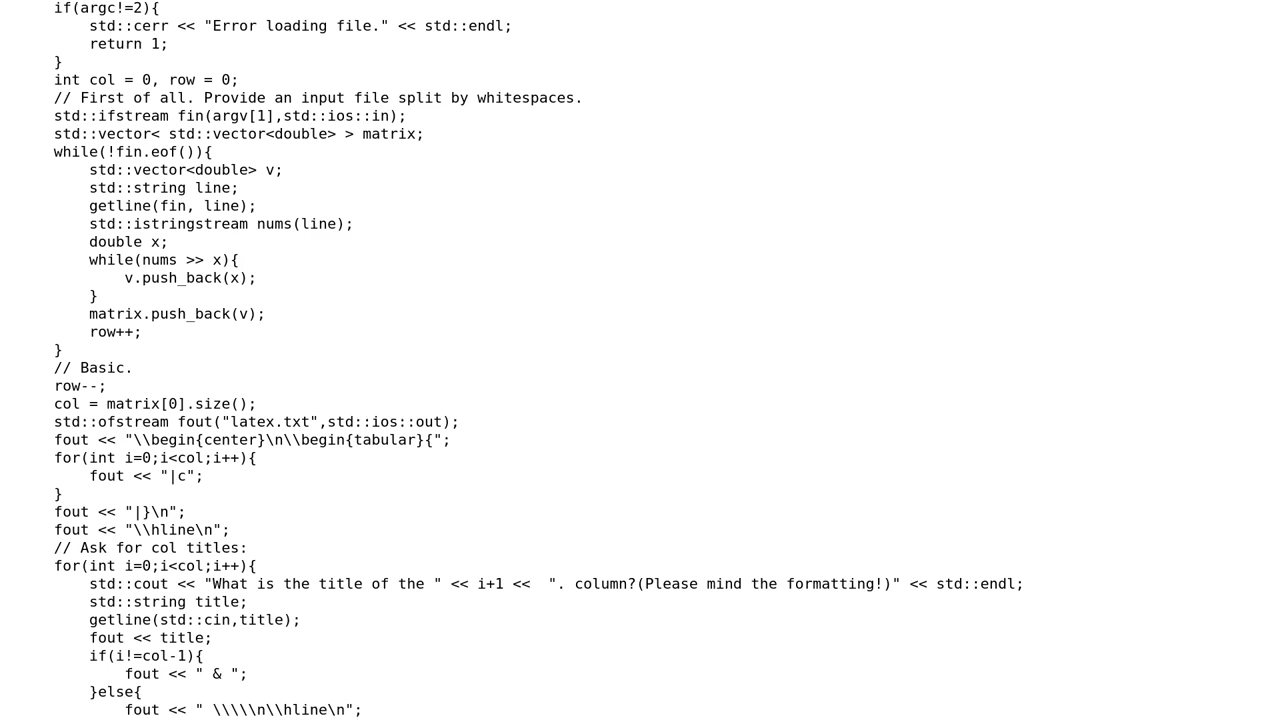 if(argc!=2){
    std::cerr << "Error loading file." << std::endl;
    return 1;
}
int col = 0, row = 0;
// First of all. Provide an input file split by whitespaces.
std::ifstream fin(argv[1],std::ios::in);
std::vector< std::vector<double> > matrix;
while(!fin.eof()){
    std::vector<double> v;
    std::string line;
    getline(fin, line);
    std::istringstream nums(line);
    double x;
    while(nums >> x){
        v.push_back(x);
    }
    matrix.push_back(v);
    row++;
}
// Basic.
row--;
col = matrix[0].size();
std::ofstream fout("latex.txt",std::ios::out);
fout << "\\begin{center}\n\\begin{tabular}{";
for(int i=0;i<col;i++){
    fout << "|c";
}
fout << "|}\n";
fout << "\\hline\n";
// Ask for col titles:
for(int i=0;i<col;i++){
    std::cout << "What is the title of the " << i+1 <<  ". column?(Please mind the formatting!)" << std::endl;
    std::string title;
    getline(std::cin,title);
    fout << title;
    if(i!=col-1){
        fout << " & ";
    }else{
        fout << " \\\\\n\\hline\n";